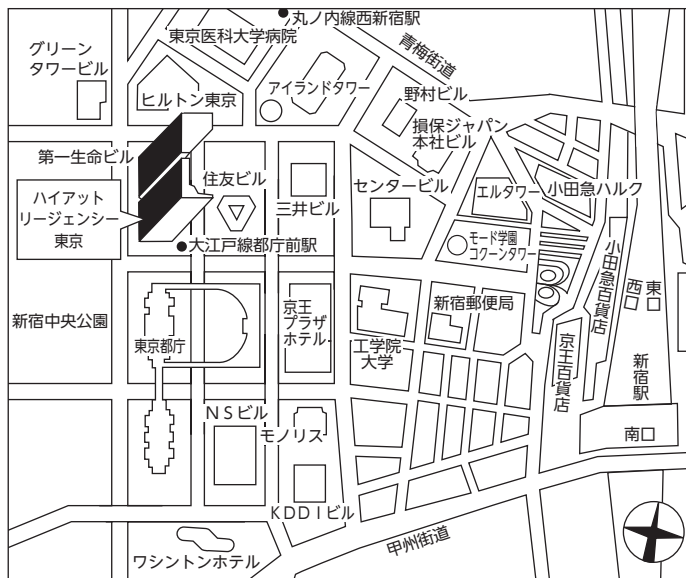 丸ノ内線西新宿駅
東京医科大学病院
グリーン
タワービル
青梅街道
アイランドタワー
ヒルトン東京
野村ビル
損保ジャパン
本社ビル
第一生命ビル
住友ビル
三井ビル
センタービル
エルタワー
小田急ハルク
ハイアット
リージェンシー
東京
大江戸線都庁前駅
モード学園
コクーンタワー
小田急百貨店
西口
東口
新宿中央公園
東京都庁
京王
プラザ
ホテル
新宿郵便局
工学院
大学
京王百貨店
新宿駅
南口
NSビル
モノリス
KDDIビル
甲州街道
ワシントンホテル